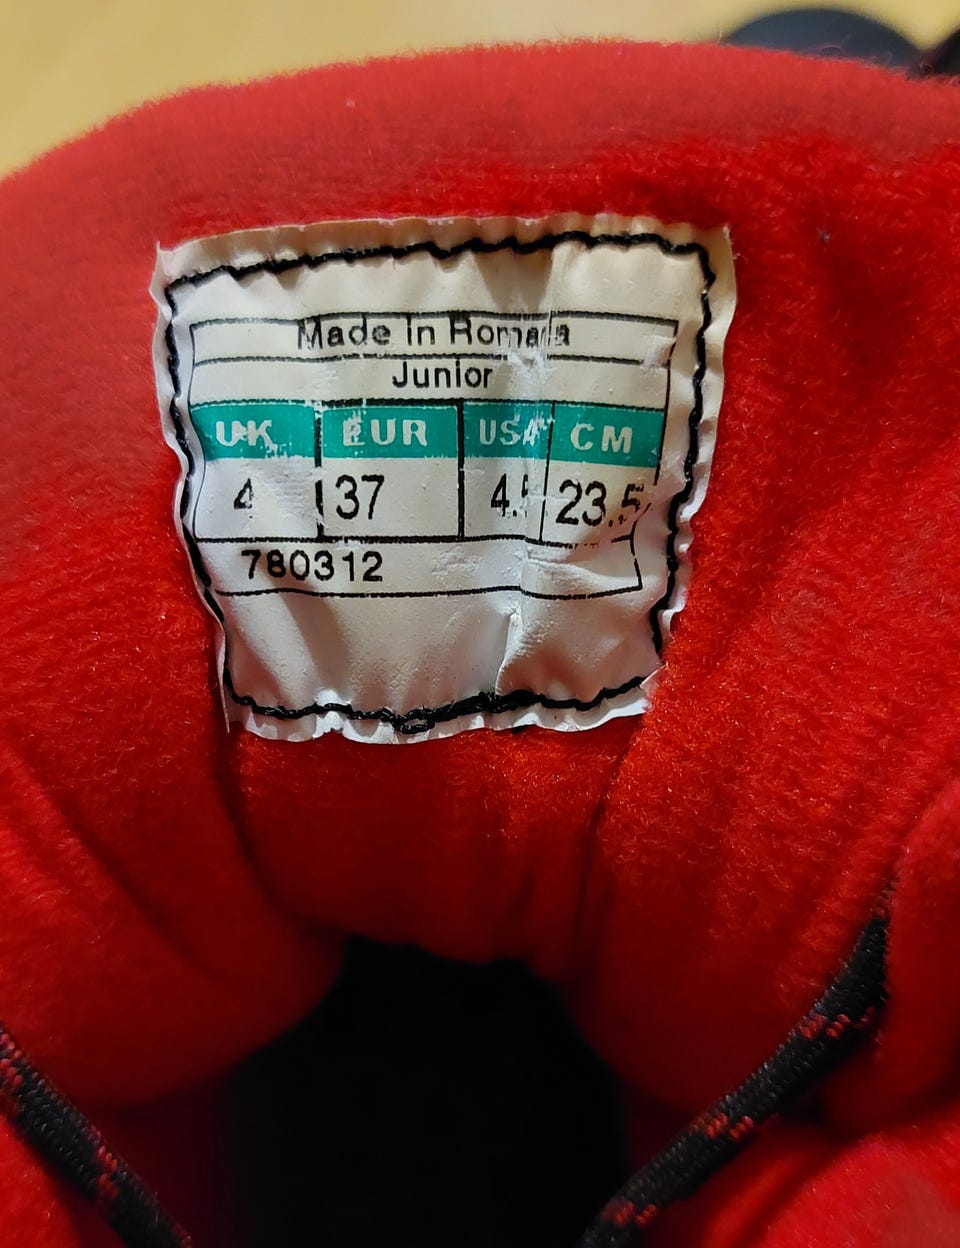 Made in Romania
Junior
UK EUR USA CM
4 37 4.5 23.5
780312